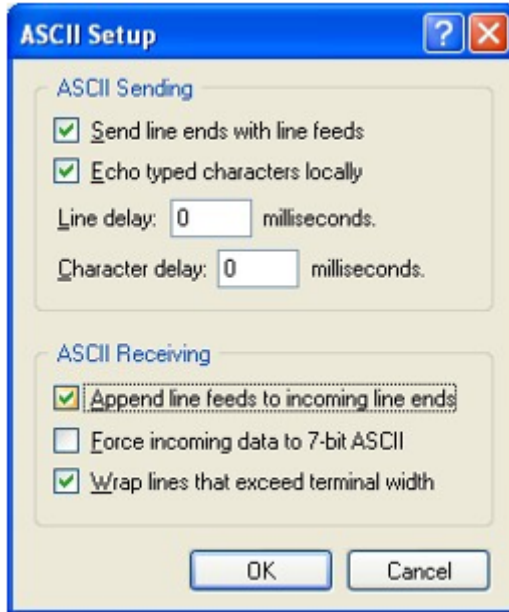 ASCII Setup
ASCII Sending
Send line ends with line feeds
Echo typed characters locally
Line delay: 0 milliseconds.
Character delay: 0 milliseconds.
ASCII Receiving
Append line feeds to incoming line ends
Force incoming data to 7-bit ASCII
Wrap lines that exceed terminal width
OK Cancel